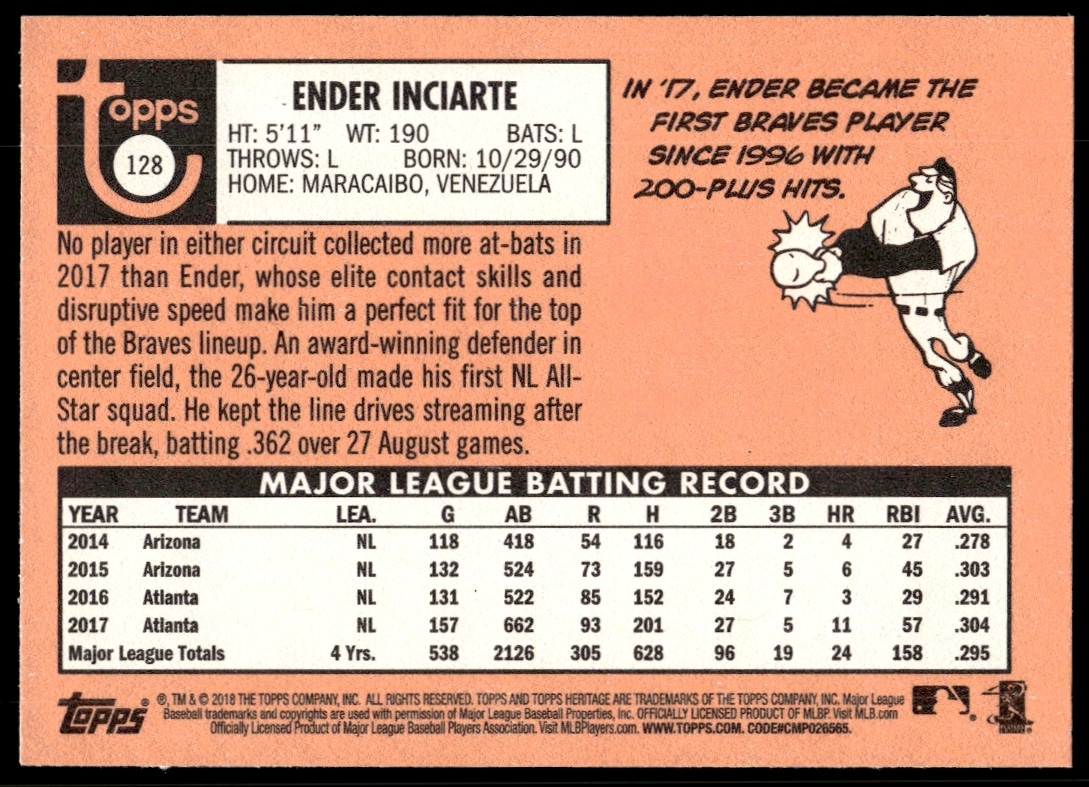 topps
128
ENDER INCIARTE
HT: 5'11" WT: 190 BATS: L
THROWS: L BORN: 10/29/90
HOME: MARACAIBO, VENEZUELA
IN '17, ENDER BECAME THE
FIRST BRAVES PLAYER
SINCE 1996 WITH
200-PLUS HITS.
No player in either circuit collected more at-bats in
2017 than Ender, whose elite contact skills and
disruptive speed make him a perfect fit for the top
of the Braves lineup. An award-winning defender in
center field, the 26-year-old made his first NL All-
Star squad. He kept the line drives streaming after
the break, batting .362 over 27 August games.
MAJOR LEAGUE BATTING RECORD
YEAR TEAM LEA. G AB R H 2B 3B HR RBI AVG.
2014 Arizona NL 118 418 54 116 18 2 4 27 .278
2015 Arizona NL 132 524 73 159 27 5 6 45 .303
2016 Atlanta NL 131 522 85 152 24 7 3 29 .291
2017 Atlanta NL 157 662 93 201 27 5 11 57 .304
Major League Totals 4 Yrs. 538 2126 305 628 96 19 24 158 .295
TOPPS
®, TM & © 2018 THE TOPPS COMPANY, INC. ALL RIGHTS RESERVED. TOPPS AND TOPPS HERITAGE ARE TRADEMARKS OF THE TOPPS COMPANY, INC. Major League
Baseball trademarks and copyrights are used with permission of Major League Baseball Properties, Inc. OFFICIALLY LICENSED PRODUCT OF MLBP. Visit MLB.com
Officially Licensed Product of Major League Baseball Players Association. Visit MLBPlayers.com. WWW.TOPPS.COM. CODE#CMP026565.